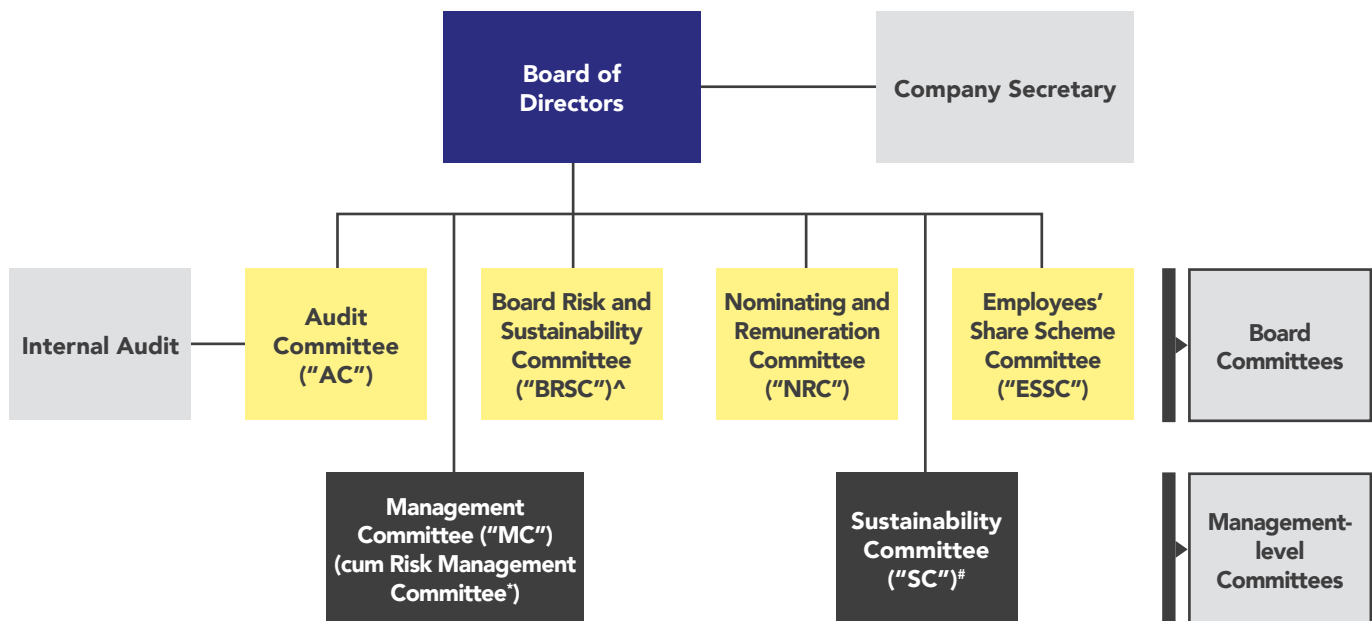 Board of
Directors
Company Secretary
Internal Audit
Audit
Committee
(“AC”)
Board Risk and
Sustainability
Committee
(“BRSC”)^
Nominating and
Remuneration
Committee
(“NRC”)
Employees’
Share Scheme
Committee
(“ESSC”)
Board
Committees
Management
Committee (“MC”)
(cum Risk Management
Committee*)
Sustainability
Committee
(“SC”)#
Management-
level
Committees